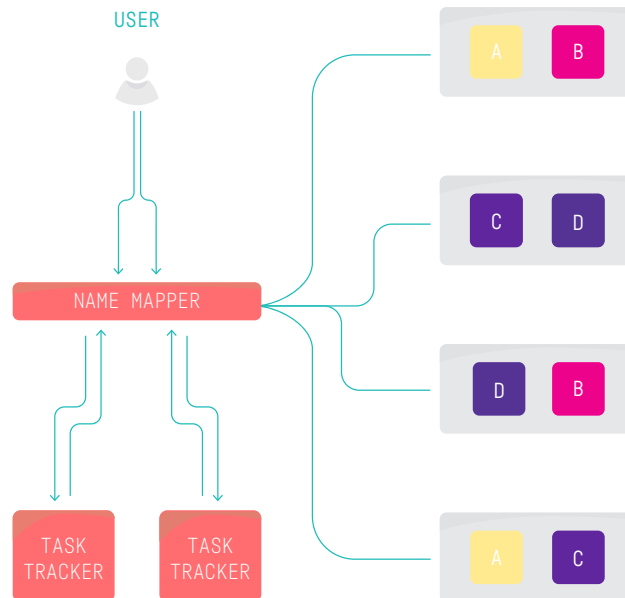 USER
A B
C D
NAME MAPPER
D B
TASK
TRACKER
TASK
TRACKER
A C